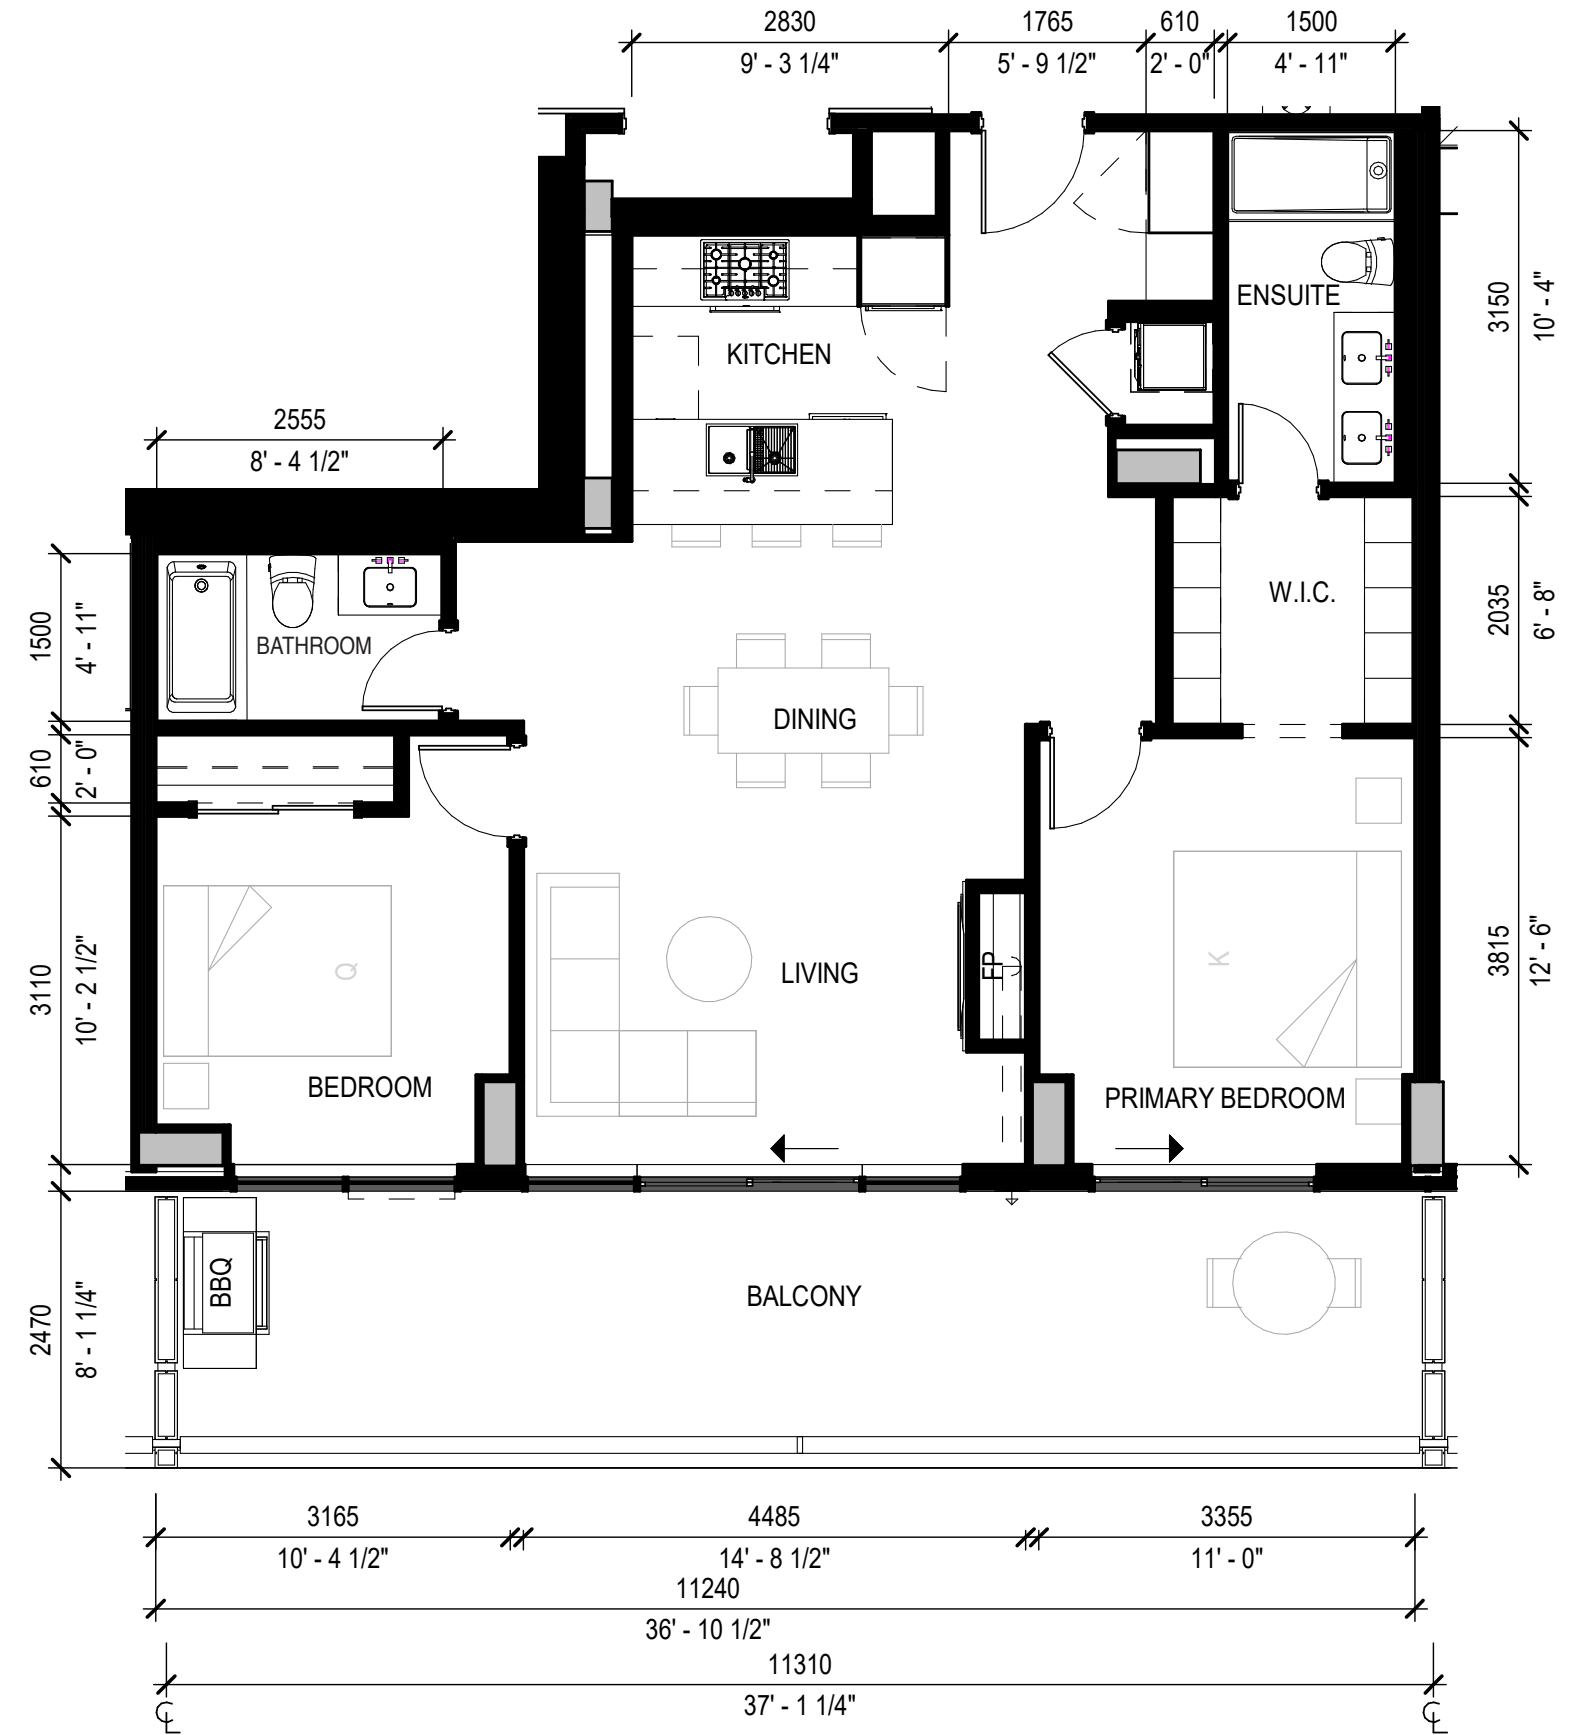 2830
1765
610
1500
9' - 3 1/4"
5' - 9 1/2"
2' - 0"
4' - 11"
ENSUITE
3150
10' - 4"
KITCHEN
2555
8' - 4 1/2"
W.I.C.
2035
6' - 8"
1500
4' - 11"
BATHROOM
DINING
610
2' - 0"
3110
10' - 2 1/2"
Q
LIVING
FP
K
3815
12' - 6"
BEDROOM
PRIMARY BEDROOM
BBQ
BALCONY
2470
8' - 1 1/4"
3165
4485
3355
10' - 4 1/2"
14' - 8 1/2"
11' - 0"
11240
36' - 10 1/2"
11310
37' - 1 1/4"
℄
℄